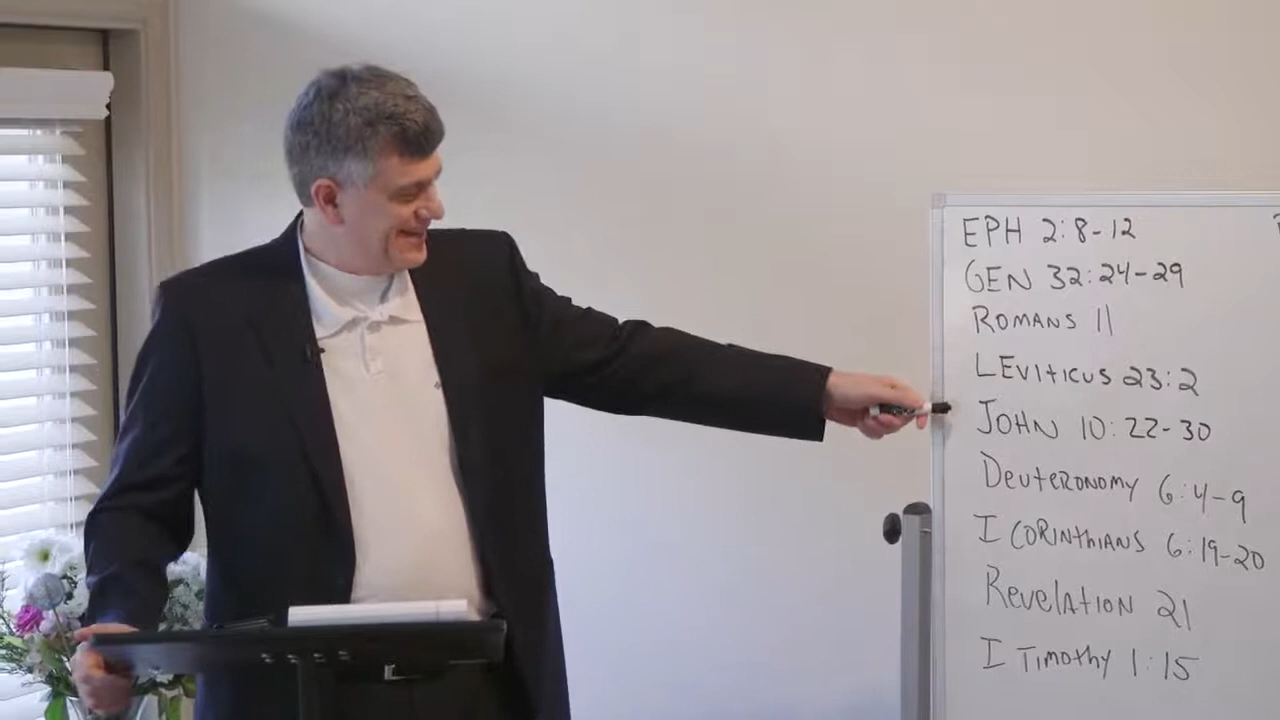 EPH 2:8-12
GEN 32:24-29
ROMANS 11
LEVITICUS 23:2
JOHN 10:22-30
DEUTERONOMY 6:4-9
I CORINTHIANS 6:19-20
REVELATION 21
I TIMOTHY 1:15